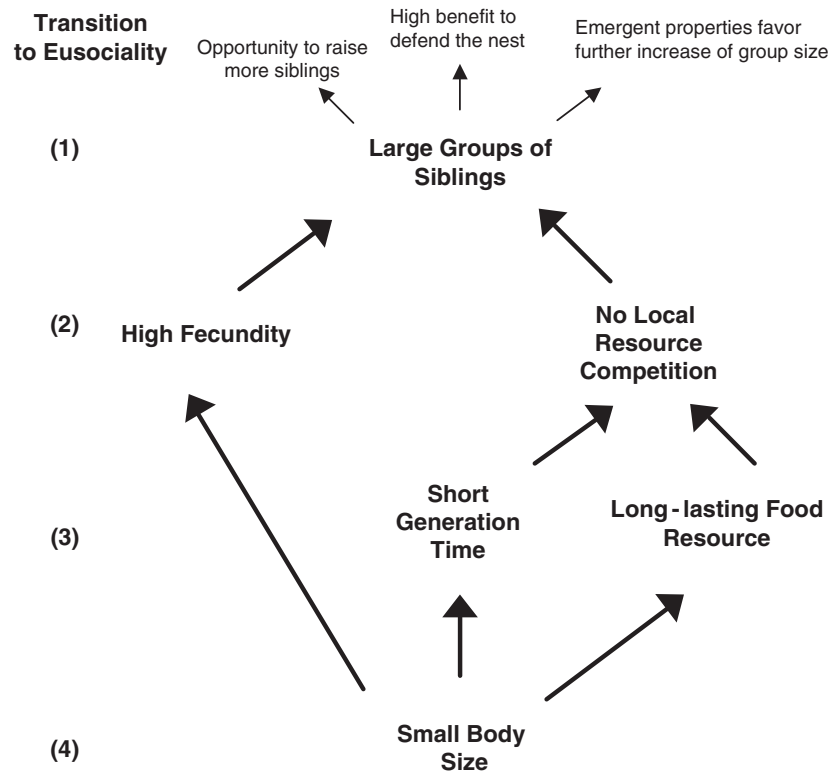 Transition
to Eusociality
Opportunity to raise
more siblings
High benefit to
defend the nest
Emergent properties favor
further increase of group size
(1)
Large Groups of
Siblings
(2)
High Fecundity
No Local
Resource
Competition
(3)
Short
Generation
Time
Long-lasting Food
Resource
(4)
Small Body
Size